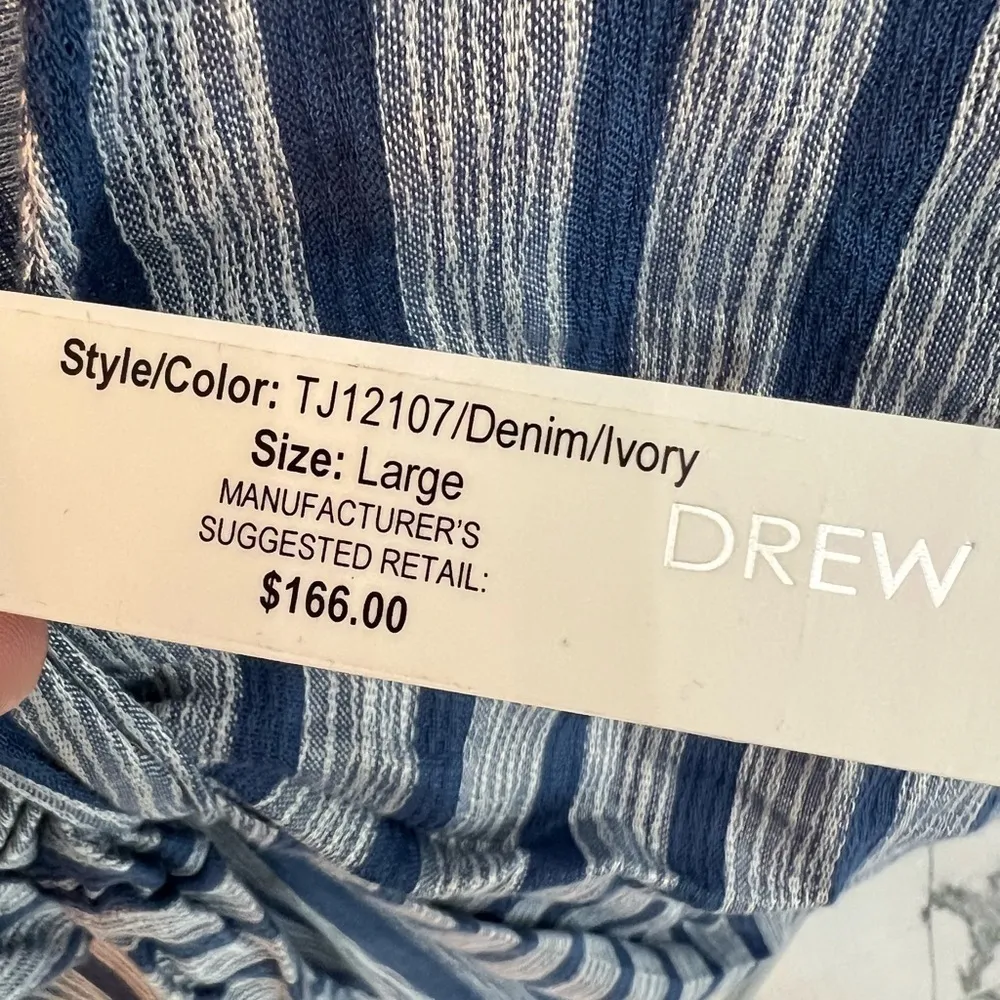 Style/Color: TJ12107/Denim/Ivory
Size: Large
MANUFACTURER'S
SUGGESTED RETAIL:
$166.00
DREW